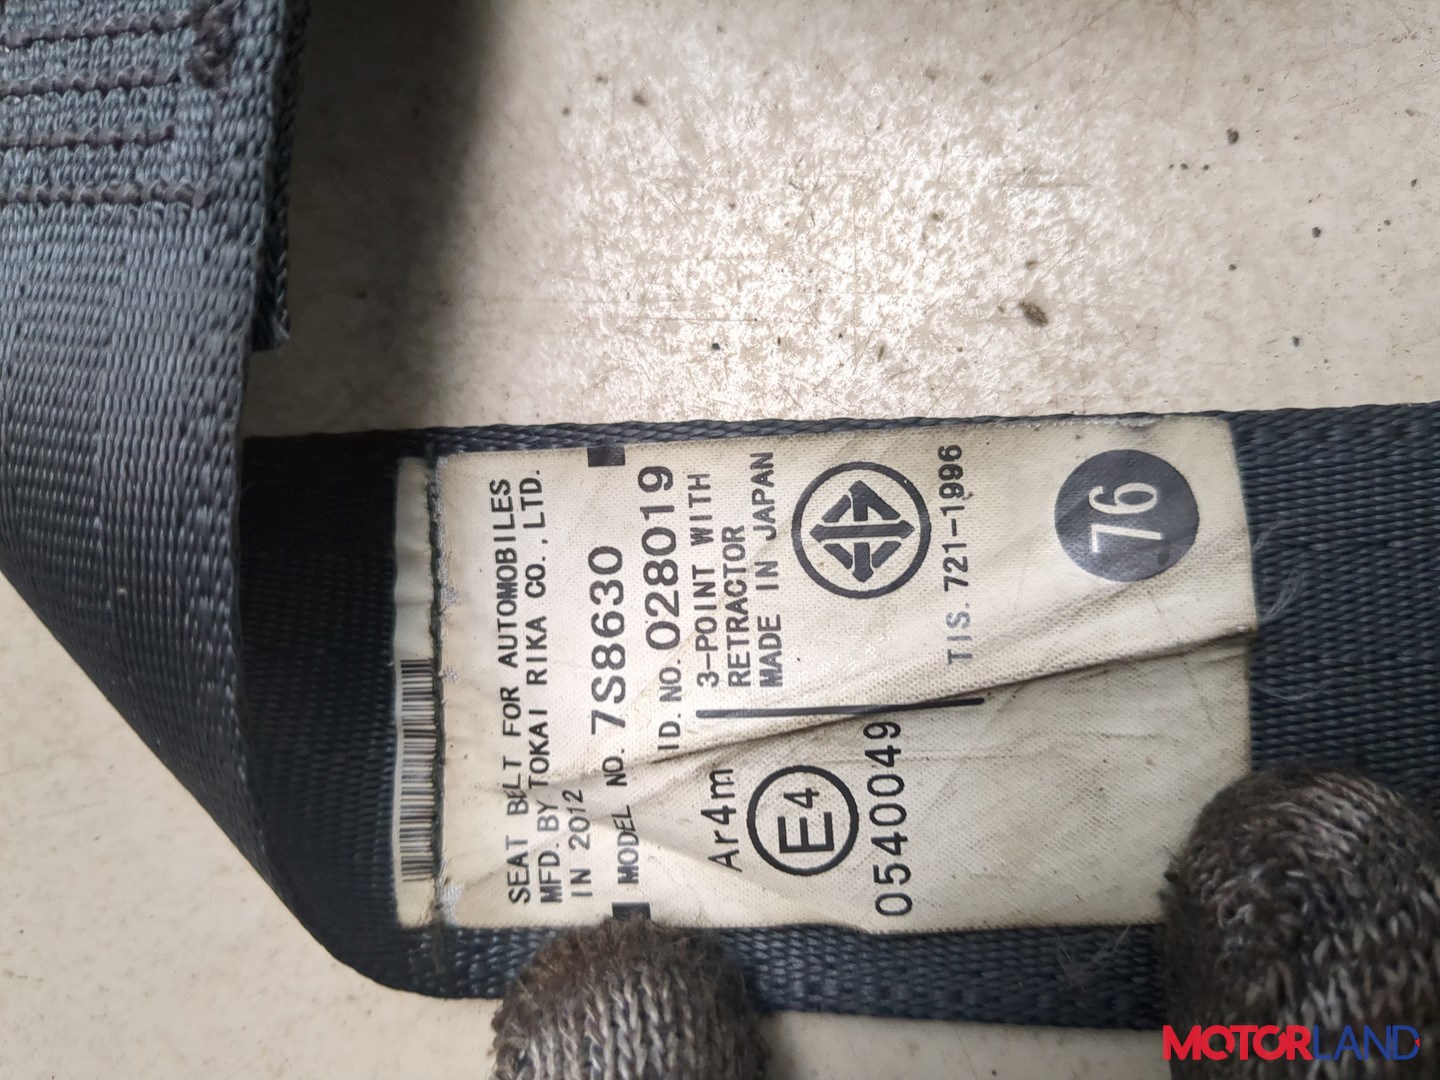 SEAT BELT FOR AUTOMOBILES
MFD. BY TOKAI RIKA CO., LTD.
IN 2012
MODEL NO. 7S8630
ID. NO. 028019
Ar4m
E4
0540049
3-POINT WITH
RETRACTOR
MADE IN JAPAN
TIS. 721-1996
76
MOTORLAND